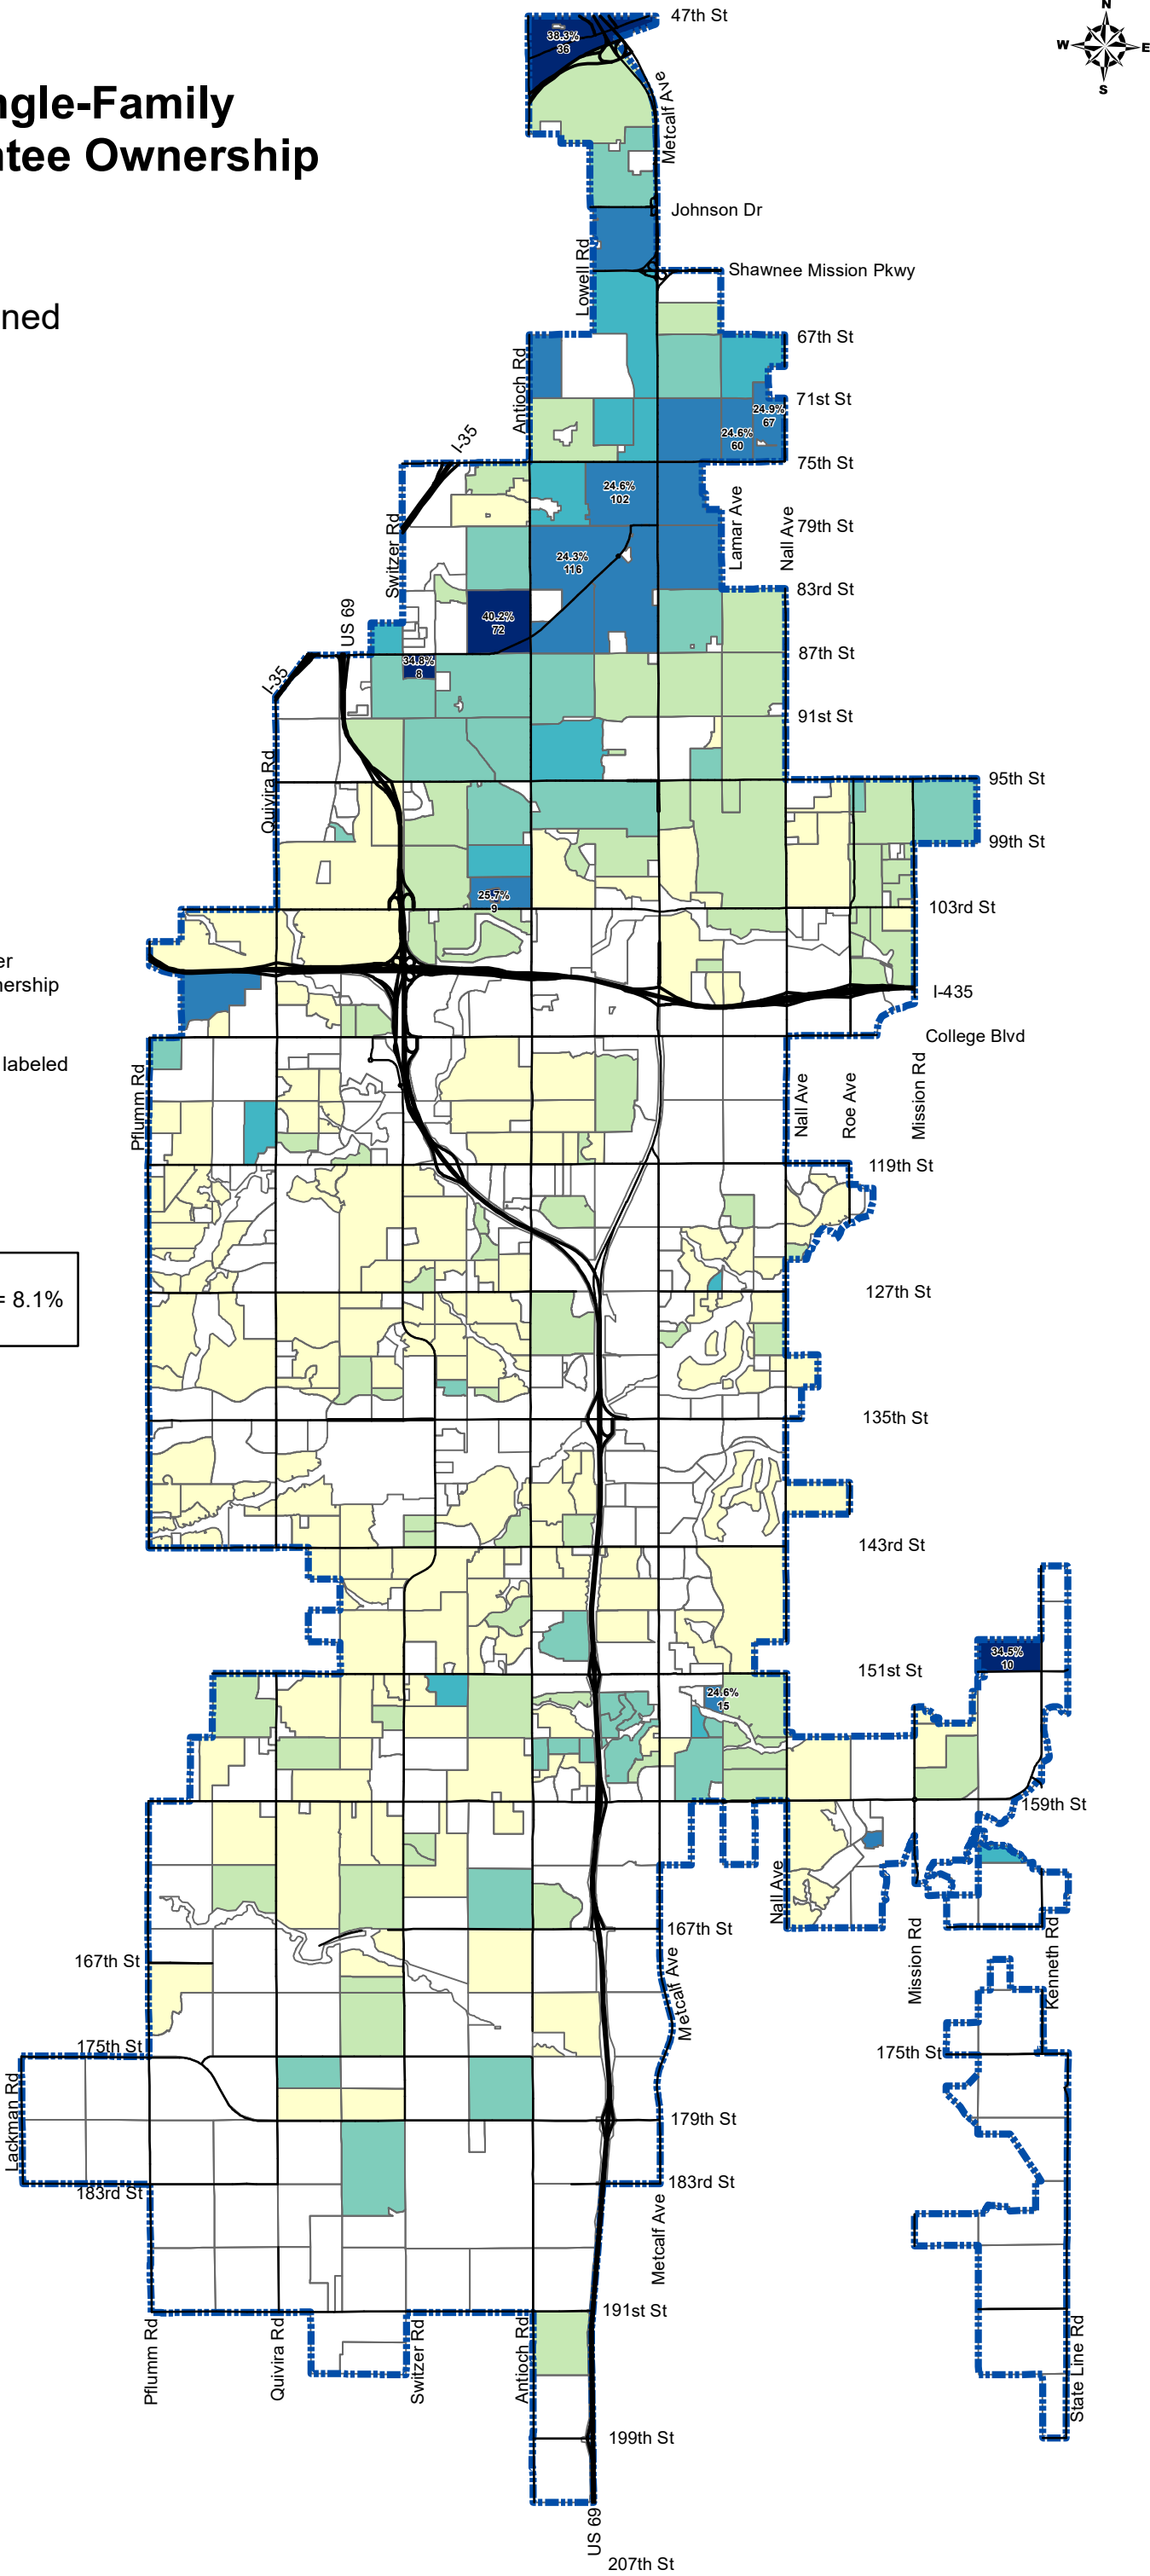 47th St
N
W
E
S
38.3%
36
ngle-Family
ntee Ownership
Metcalf Ave
Johnson Dr
Lowell Rd
Shawnee Mission Pkwy
ned
67th St
Antioch Rd
71st St
24.9%
67
24.6%
60
I-35
75th St
24.6%
102
Switzer Rd
Lamar Ave
Nall Ave
79th St
24.3%
116
83rd St
US 69
40.2%
72
87th St
34.8%
8
I-35
91st St
Quivira Rd
95th St
99th St
25.7%
9
103rd St
er
nership
I-435
College Blvd
labeled
Pflumm Rd
Nall Ave
Roe Ave
Mission Rd
119th St
= 8.1%
127th St
135th St
143rd St
34.5%
10
151st St
24.6%
15
159th St
Nall Ave
167th St
Mission Rd
Kenneth Rd
167th St
Metcalf Ave
175th St
175th St
Lackman Rd
179th St
183rd St
183rd St
Metcalf Ave
191st St
Pflumm Rd
Quivira Rd
Switzer Rd
Antioch Rd
State Line Rd
199th St
US 69
207th St